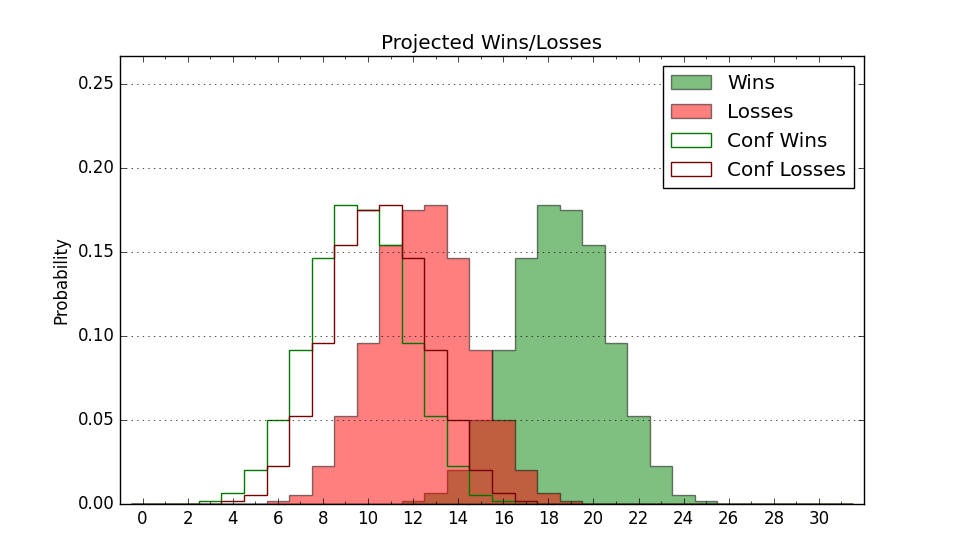 Projected Wins/Losses
Wins
Losses
Conf Wins
Conf Losses
Probability
0.25
0.20
0.15
0.10
0.05
0.00
0 2 4 6 8 10 12 14 16 18 20 22 24 26 28 30